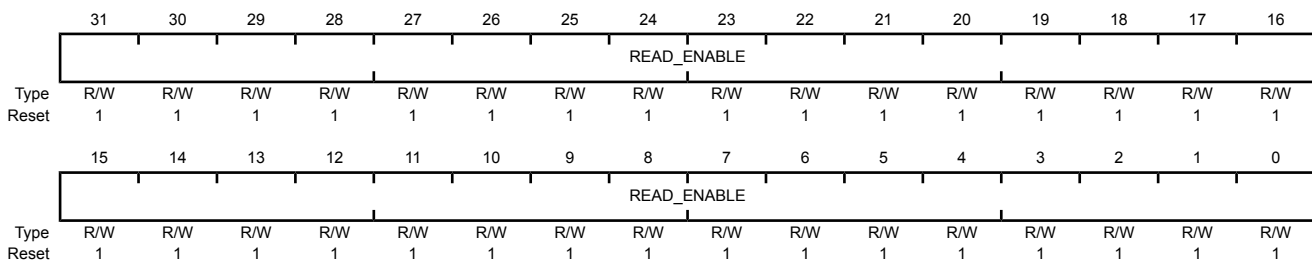 31 30 29 28 27 26 25 24 23 22 21 20 19 18 17 16
READ_ENABLE
Type R/W R/W R/W R/W R/W R/W R/W R/W R/W R/W R/W R/W R/W R/W R/W R/W
Reset 1 1 1 1 1 1 1 1 1 1 1 1 1 1 1 1
15 14 13 12 11 10 9 8 7 6 5 4 3 2 1 0
READ_ENABLE
Type R/W R/W R/W R/W R/W R/W R/W R/W R/W R/W R/W R/W R/W R/W R/W R/W
Reset 1 1 1 1 1 1 1 1 1 1 1 1 1 1 1 1